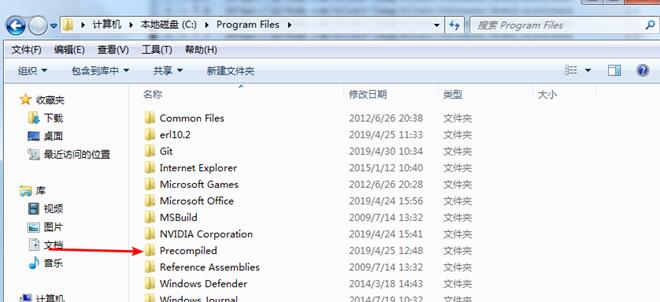 计算机 ▸ 本地磁盘 (C:) ▸ Program Files ▸
搜索 Program Files
文件(F) 编辑(E) 查看(V) 工具(T) 帮助(H)
组织 包含到库中 共享 新建文件夹
名称 修改日期 类型 大小
收藏夹
下载
桌面
最近访问的位置
库
视频
图片
文档
音乐
计算机
Common Files 2012/6/26 20:38 文件夹
erl10.2 2019/4/25 11:33 文件夹
Git 2019/4/30 10:34 文件夹
Internet Explorer 2015/1/12 10:40 文件夹
Microsoft Games 2012/6/26 20:28 文件夹
Microsoft Office 2019/4/24 15:56 文件夹
MSBuild 2009/7/14 13:32 文件夹
NVIDIA Corporation 2019/4/24 15:41 文件夹
Precompiled 2019/4/25 12:48 文件夹
Reference Assemblies 2009/7/14 13:32 文件夹
Windows Defender 2014/3/18 14:43 文件夹
Windows Journal 2014/7/19 10:32 文件夹